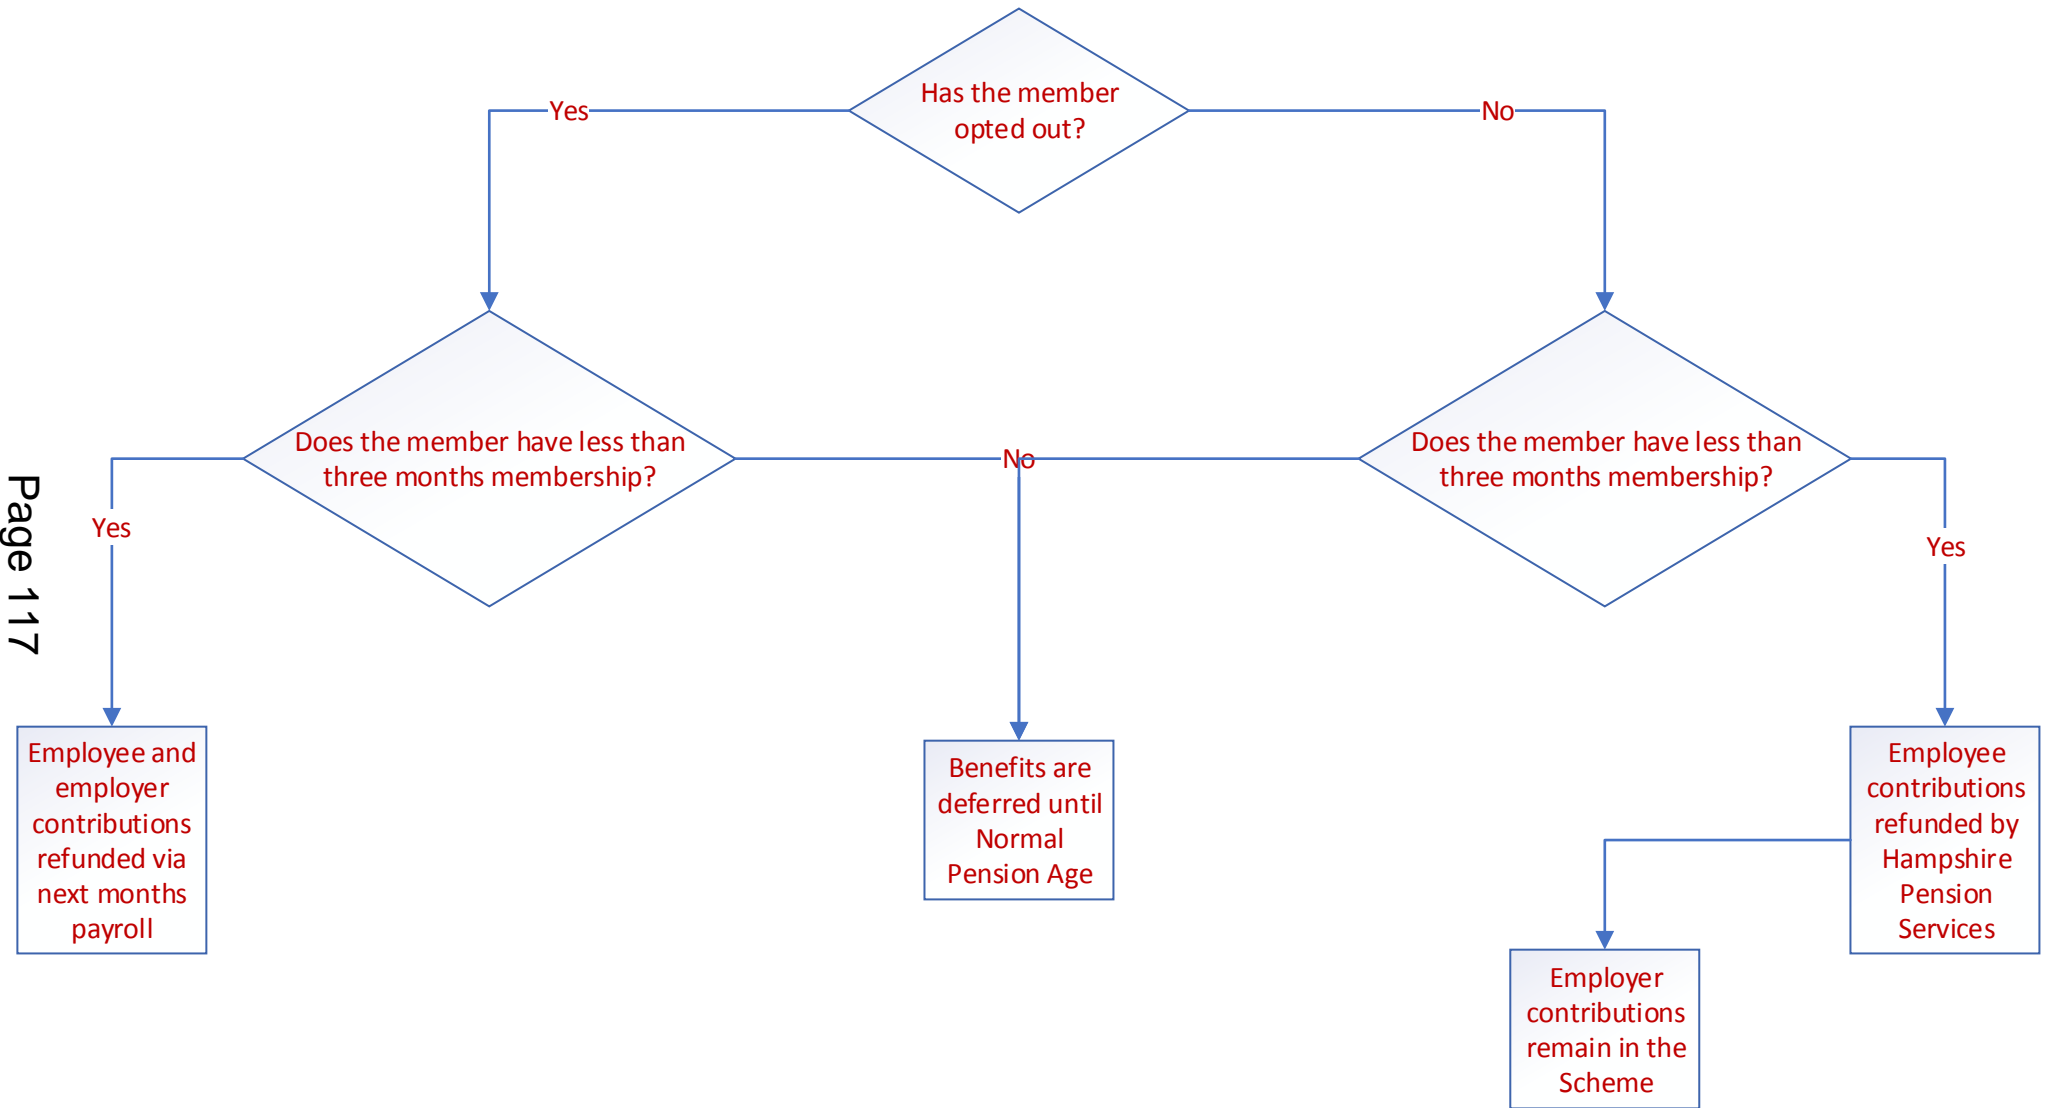 Has the member
opted out?
Yes
No
Does the member have less than
three months membership?
No
Does the member have less than
three months membership?
Yes
Yes
Employee and
employer
contributions
refunded via
next months
payroll
Benefits are
deferred until
Normal
Pension Age
Employee
contributions
refunded by
Hampshire
Pension
Services
Employer
contributions
remain in the
Scheme
Page 117